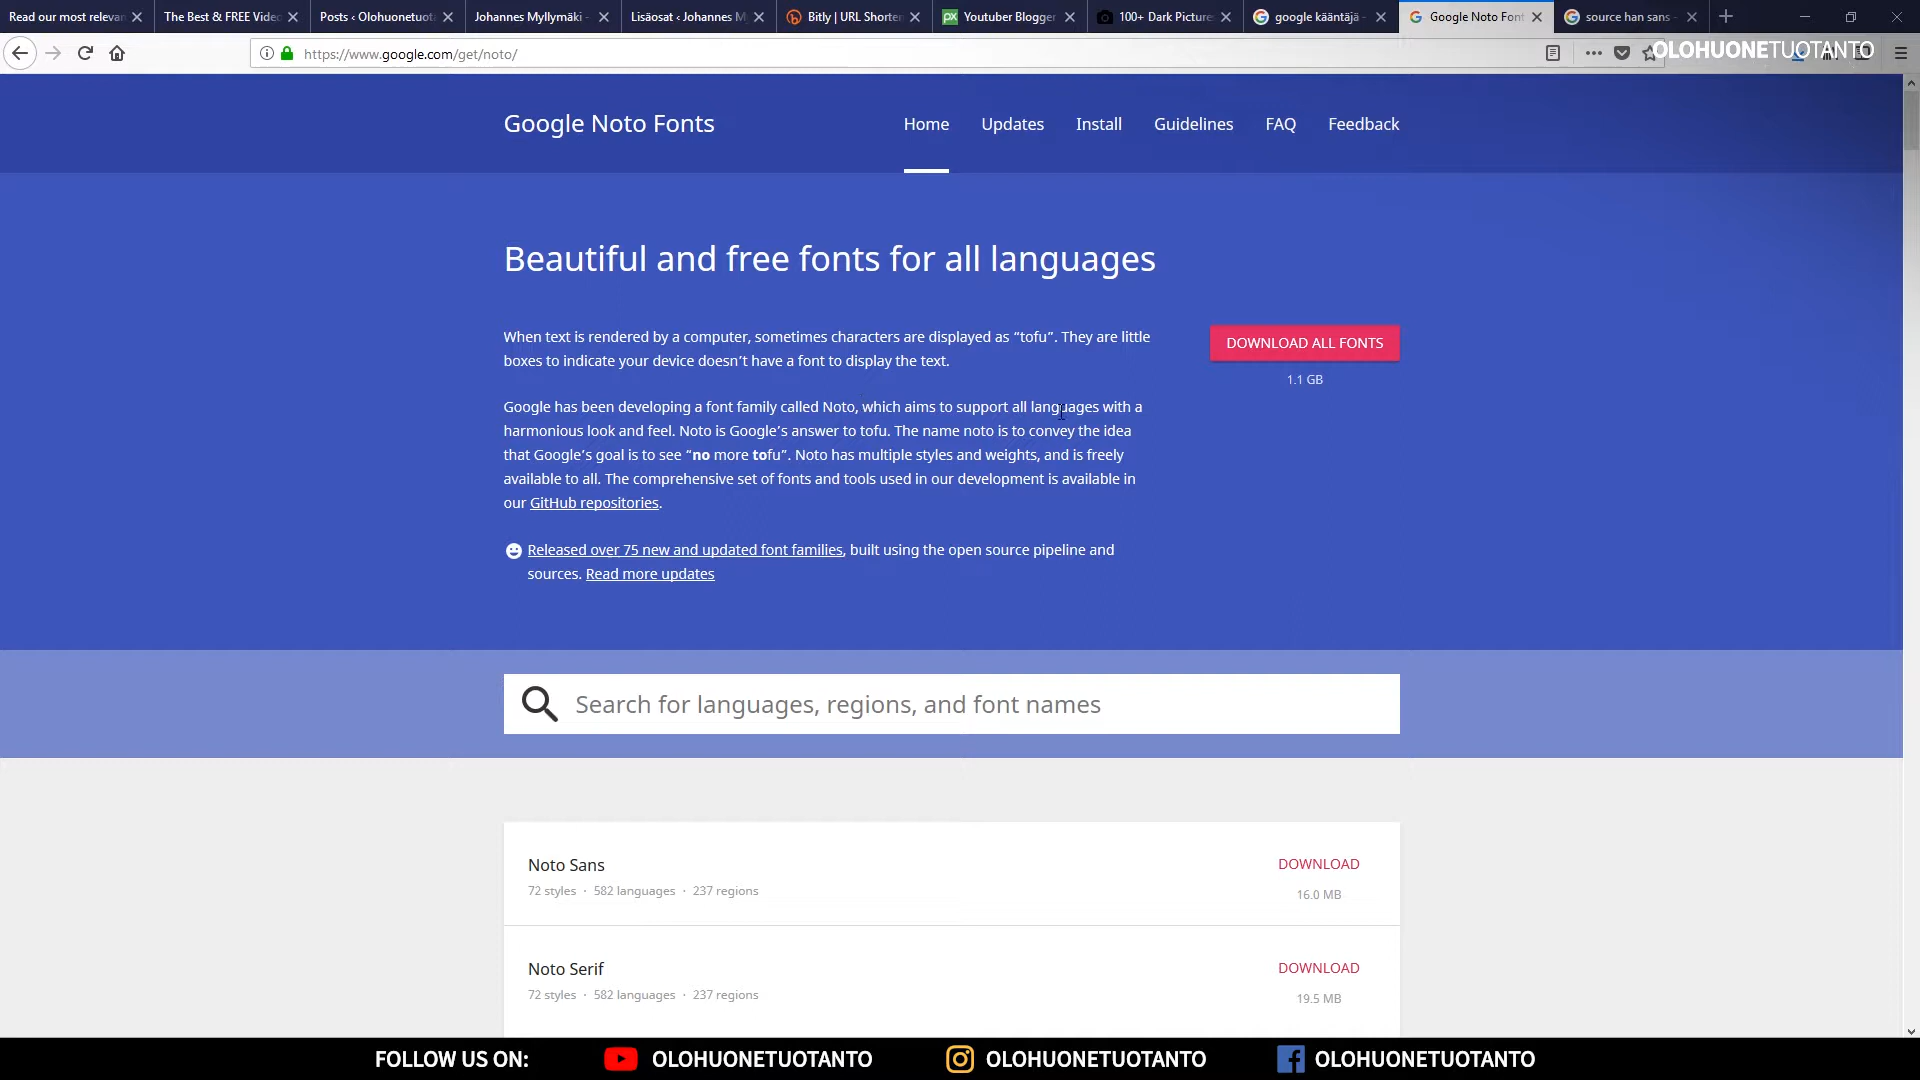 Read our most relevan
The Best & FREE Video
Posts ‹ Olohuonetuota
Johannes Myllymäki -
Lisäosat ‹ Johannes M
Bitly | URL Shorten
Youtuber Blogger
100+ Dark Picture
google kääntäjä -
Google Noto Font
source han sans -
https://www.google.com/get/noto/
OLOHUONETUOTANTO
Google Noto Fonts
Home
Updates
Install
Guidelines
FAQ
Feedback
Beautiful and free fonts for all languages
When text is rendered by a computer, sometimes characters are displayed as “tofu”. They are little
boxes to indicate your device doesn’t have a font to display the text.
DOWNLOAD ALL FONTS
1.1 GB
Google has been developing a font family called Noto, which aims to support all languages with a
harmonious look and feel. Noto is Google’s answer to tofu. The name noto is to convey the idea
that Google’s goal is to see “no more tofu”. Noto has multiple styles and weights, and is freely
available to all. The comprehensive set of fonts and tools used in our development is available in
our GitHub repositories.
Released over 75 new and updated font families, built using the open source pipeline and
sources. Read more updates
Search for languages, regions, and font names
Noto Sans
72 styles · 582 languages · 237 regions
DOWNLOAD
16.0 MB
Noto Serif
72 styles · 582 languages · 237 regions
DOWNLOAD
19.5 MB
FOLLOW US ON:
OLOHUONETUOTANTO
OLOHUONETUOTANTO
OLOHUONETUOTANTO